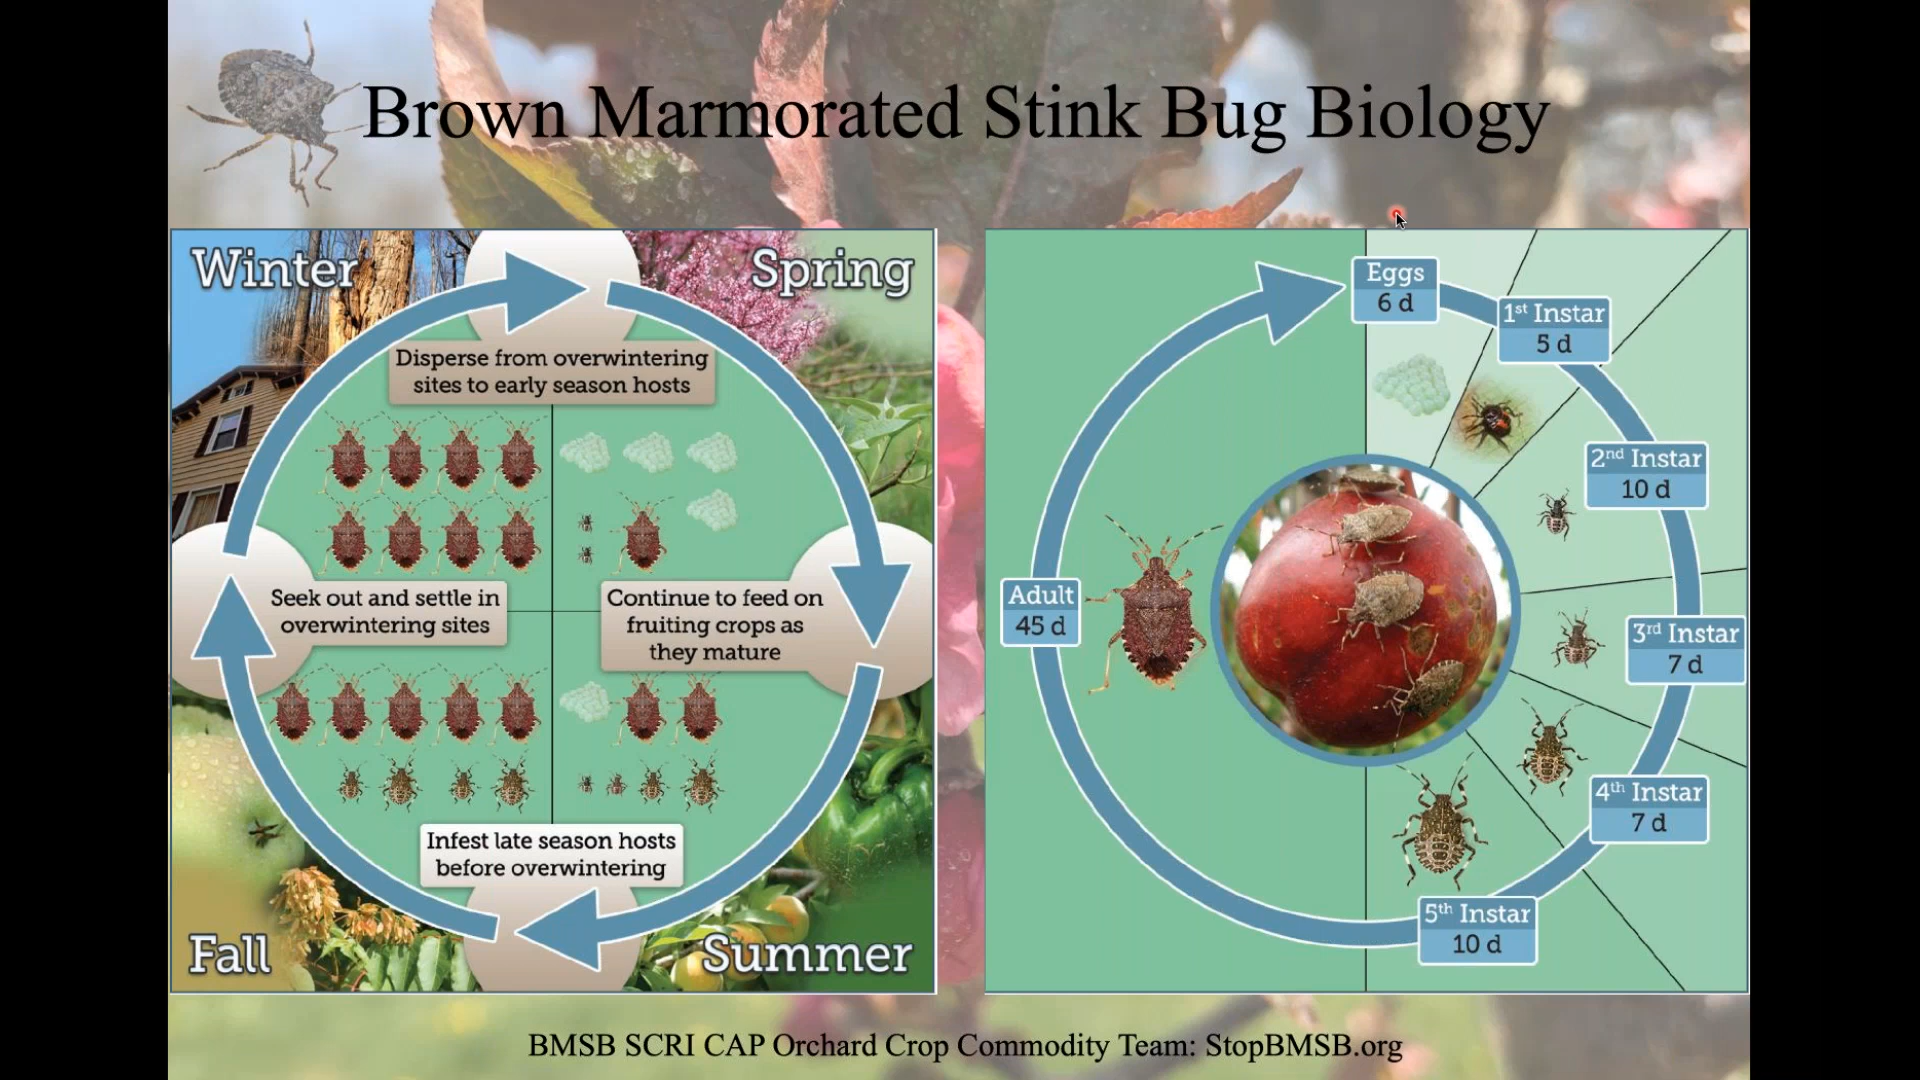 Brown Marmorated Stink Bug Biology
Winter
Spring
Disperse from overwintering
sites to early season hosts
Seek out and settle in
overwintering sites
Continue to feed on
fruiting crops as
they mature
Infest late season hosts
before overwintering
Fall
Summer
Eggs
6 d
1st Instar
5 d
2nd Instar
10 d
3rd Instar
7 d
4th Instar
7 d
5th Instar
10 d
Adult
45 d
BMSB SCRI CAP Orchard Crop Commodity Team: StopBMSB.org